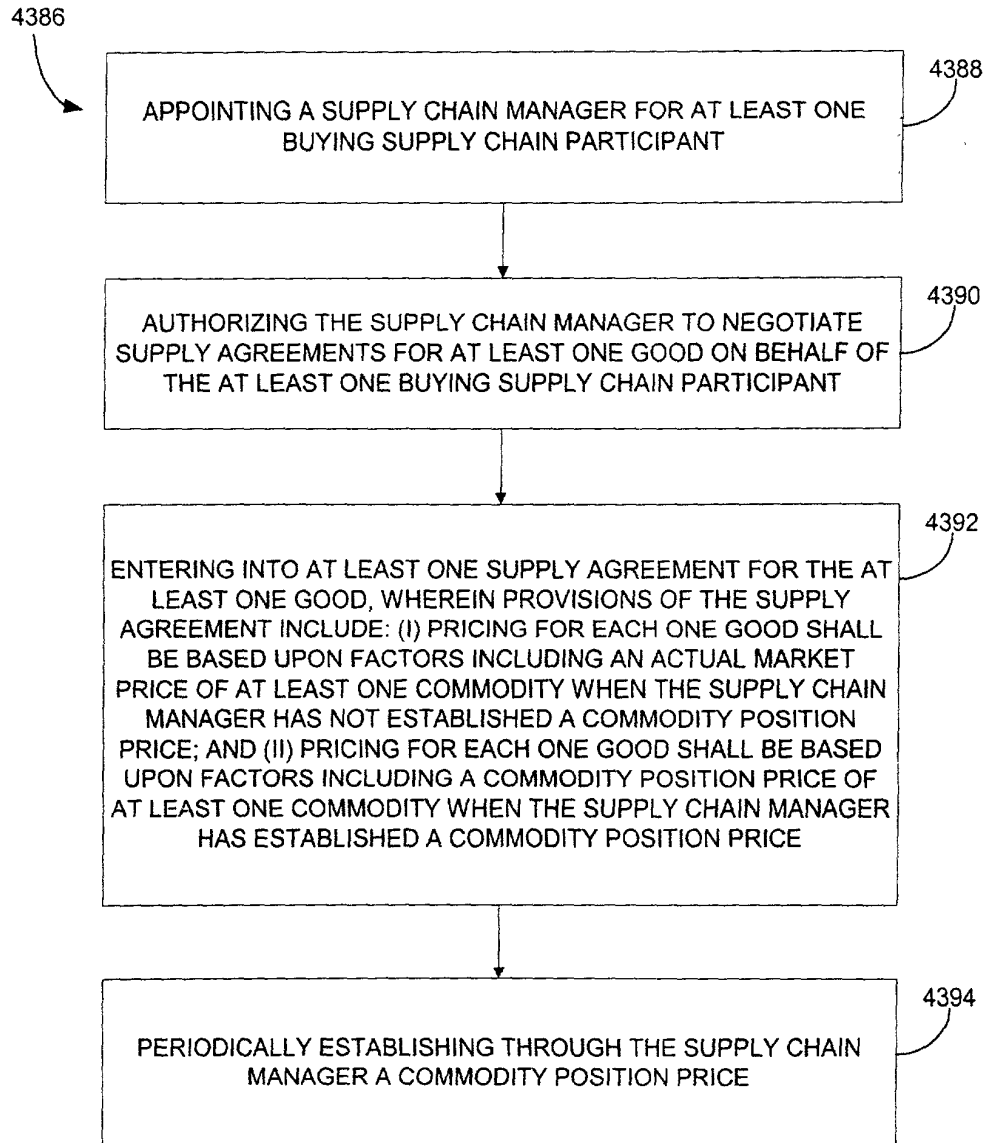 4386
4388
APPOINTING A SUPPLY CHAIN MANAGER FOR AT LEAST ONE
BUYING SUPPLY CHAIN PARTICIPANT
4390
AUTHORIZING THE SUPPLY CHAIN MANAGER TO NEGOTIATE
SUPPLY AGREEMENTS FOR AT LEAST ONE GOOD ON BEHALF OF
THE AT LEAST ONE BUYING SUPPLY CHAIN PARTICIPANT
4392
ENTERING INTO AT LEAST ONE SUPPLY AGREEMENT FOR THE AT
LEAST ONE GOOD, WHEREIN PROVISIONS OF THE SUPPLY
AGREEMENT INCLUDE: (I) PRICING FOR EACH ONE GOOD SHALL
BE BASED UPON FACTORS INCLUDING AN ACTUAL MARKET
PRICE OF AT LEAST ONE COMMODITY WHEN THE SUPPLY CHAIN
MANAGER HAS NOT ESTABLISHED A COMMODITY POSITION
PRICE; AND (II) PRICING FOR EACH ONE GOOD SHALL BE BASED
UPON FACTORS INCLUDING A COMMODITY POSITION PRICE OF
AT LEAST ONE COMMODITY WHEN THE SUPPLY CHAIN MANAGER
HAS ESTABLISHED A COMMODITY POSITION PRICE
4394
PERIODICALLY ESTABLISHING THROUGH THE SUPPLY CHAIN
MANAGER A COMMODITY POSITION PRICE